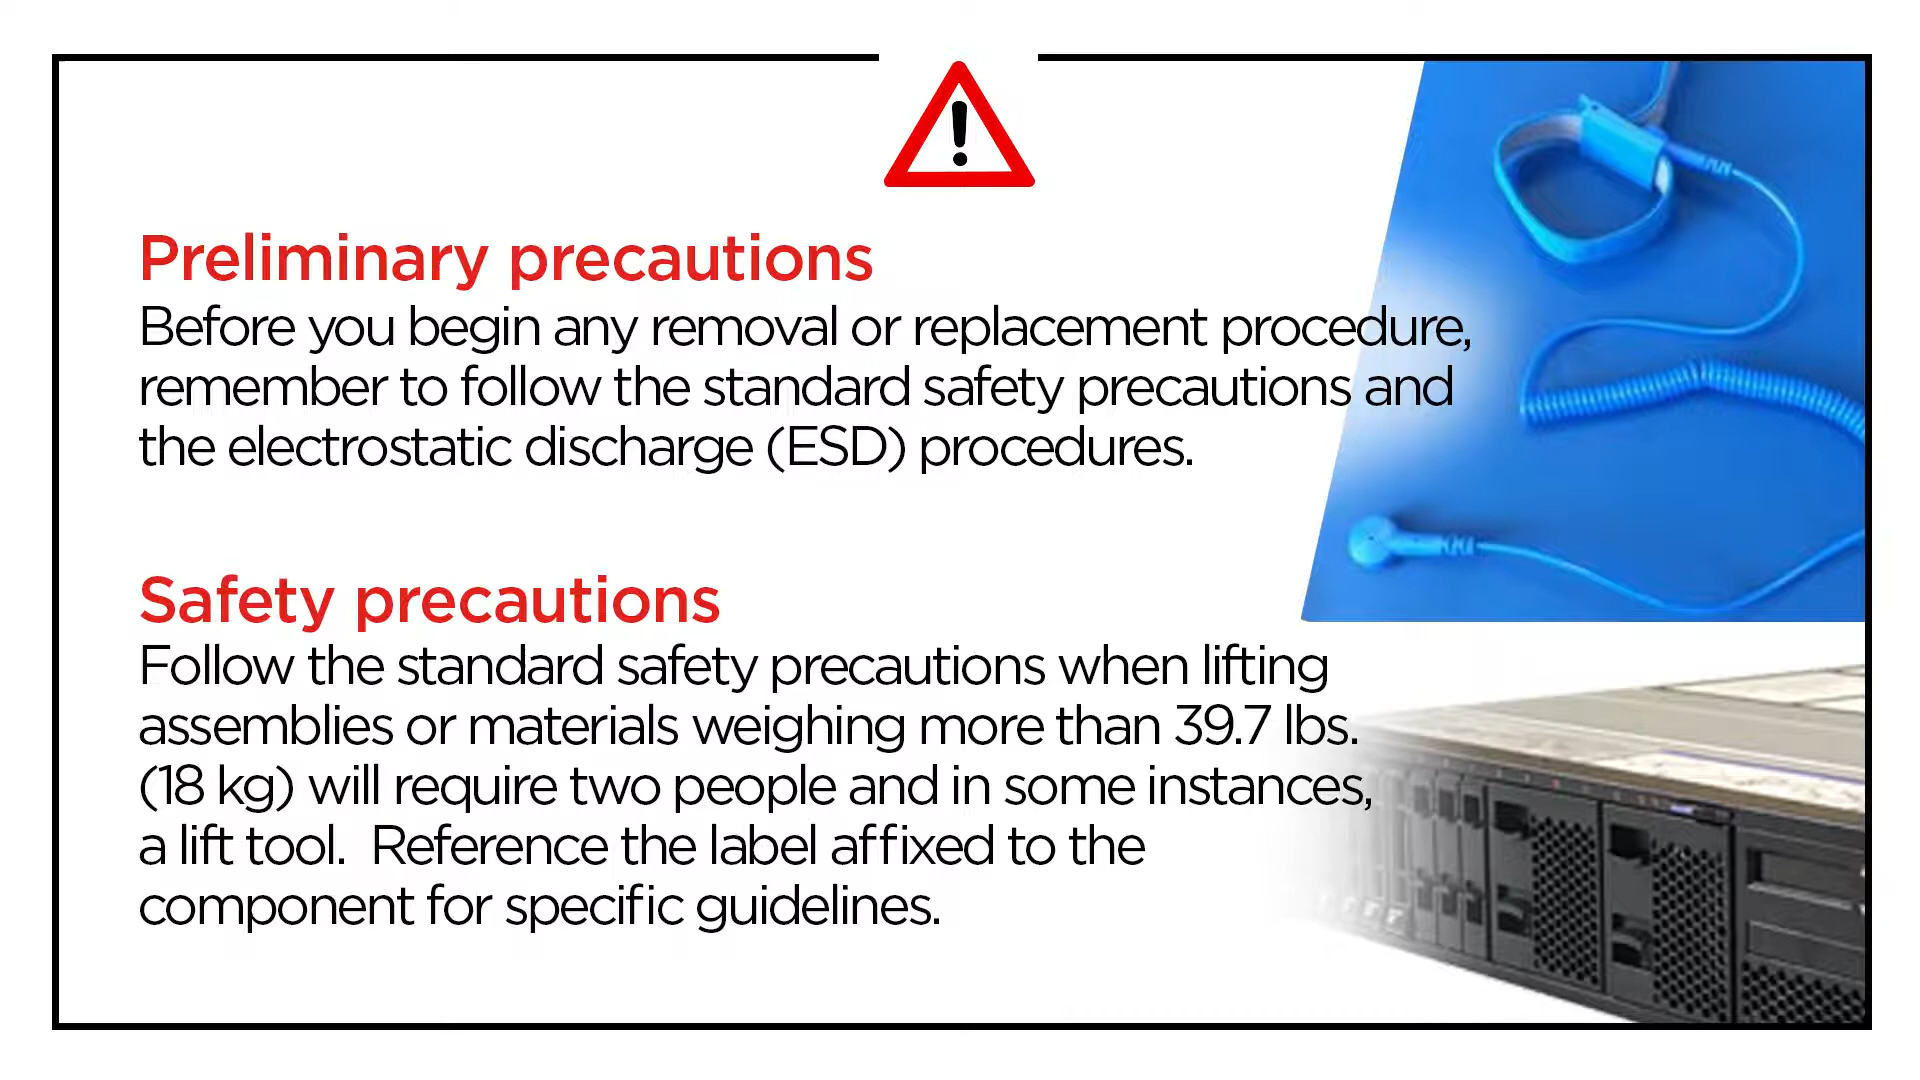 Preliminary precautions
Before you begin any removal or replacement procedure,
remember to follow the standard safety precautions and
the electrostatic discharge (ESD) procedures.
Safety precautions
Follow the standard safety precautions when lifting
assemblies or materials weighing more than 39.7 lbs.
(18 kg) will require two people and in some instances,
a lift tool.  Reference the label affixed to the
component for specific guidelines.